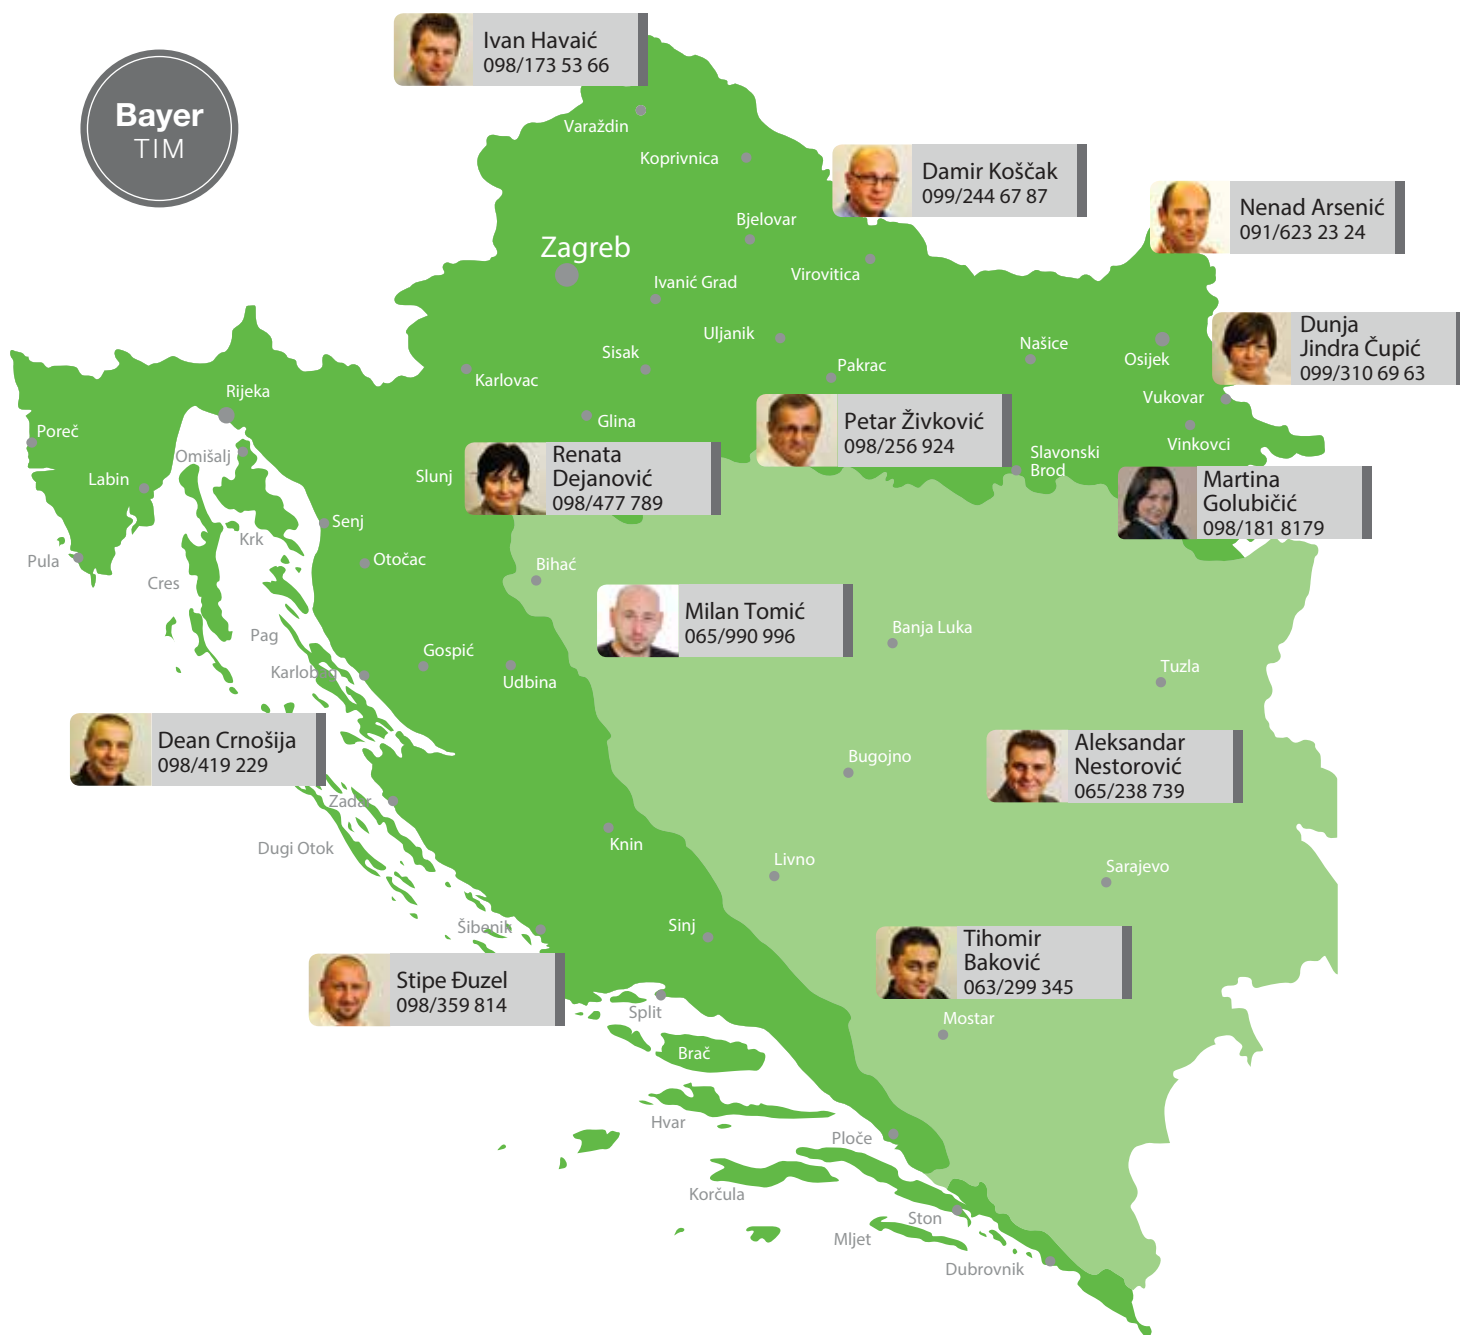 Ivan Havaić
098/173 53 66
Bayer
TIM
Varaždin
Koprivnica
Damir Koščak
099/244 67 87
Nenad Arsenić
091/623 23 24
Bjelovar
Zagreb
Virovitica
Ivanić Grad
Uljanik
Našice
Osijek
Dunja
Jindra Čupić
099/310 69 63
Sisak
Pakrac
Karlovac
Rijeka
Vukovar
Glina
Petar Živković
098/256 924
Poreč
Omišalj
Vinkovci
Slavonski
Brod
Labin
Slunj
Renata
Dejanović
098/477 789
Martina
Golubičić
098/181 8179
Senj
Krk
Otočac
Pula
Cres
Bihać
Milan Tomić
065/990 996
Banja Luka
Pag
Gospić
Karlobag
Udbina
Tuzla
Dean Crnošija
098/419 229
Bugojno
Aleksandar
Nestorović
065/238 739
Zadar
Dugi Otok
Knin
Livno
Sarajevo
Šibenik
Sinj
Tihomir
Baković
063/299 345
Stipe Đuzel
098/359 814
Split
Mostar
Brač
Hvar
Ploče
Korčula
Ston
Mljet
Dubrovnik